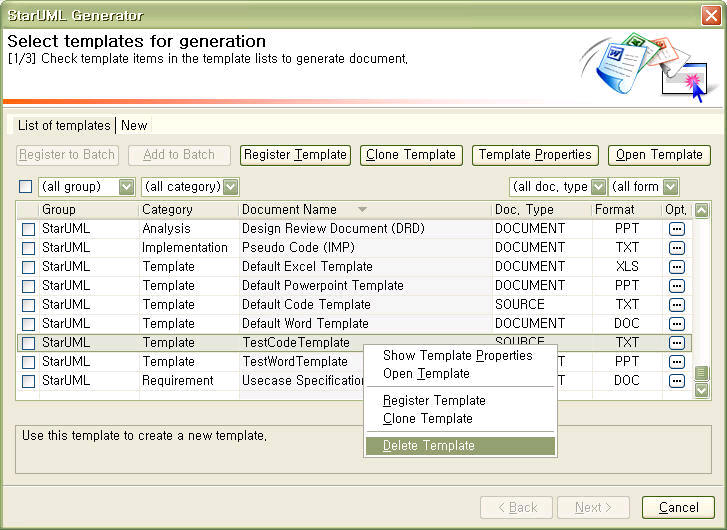 StarUML Generator
Select templates for generation
[1/3] Check template items in the template lists to generate document.
List of templates New
Register to Batch Add to Batch Register Template Clone Template Template Properties Open Template
(all group) (all category) (all doc. type (all form
Group Category Document Name Doc. Type Format Opt.
StarUML Analysis Design Review Document (DRD) DOCUMENT PPT
StarUML Implementation Pseudo Code (IMP) DOCUMENT TXT
StarUML Template Default Excel Template DOCUMENT XLS
StarUML Template Default Powerpoint Template DOCUMENT PPT
StarUML Template Default Code Template SOURCE TXT
StarUML Template Default Word Template DOCUMENT DOC
StarUML Template TestCodeTemplate SOURCE TXT
StarUML Template TestWordTemplate PPT
StarUML Requirement Usecase Specification DOC
Show Template Properties
Open Template
Register Template
Clone Template
Delete Template
Use this template to create a new template.
< Back Next > Cancel